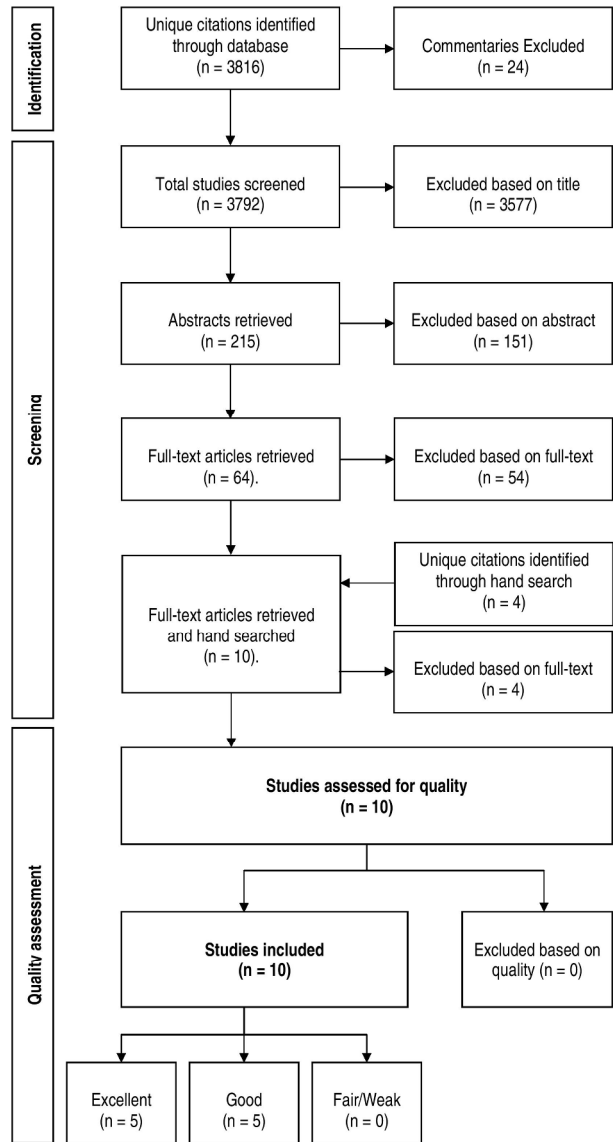 Identification
Unique citations identified
through database
(n = 3816)
Commentaries Excluded
(n = 24)
Screening
Total studies screened
(n = 3792)
Excluded based on title
(n = 3577)
Abstracts retrieved
(n = 215)
Excluded based on abstract
(n = 151)
Full-text articles retrieved
(n = 64).
Excluded based on full-text
(n = 54)
Full-text articles retrieved
and hand searched
(n = 10).
Unique citations identified
through hand search
(n = 4)
Excluded based on full-text
(n = 4)
Quality assessment
Studies assessed for quality
(n = 10)
Studies included
(n = 10)
Excluded based on
quality (n = 0)
Excellent
(n = 5)
Good
(n = 5)
Fair/Weak
(n = 0)